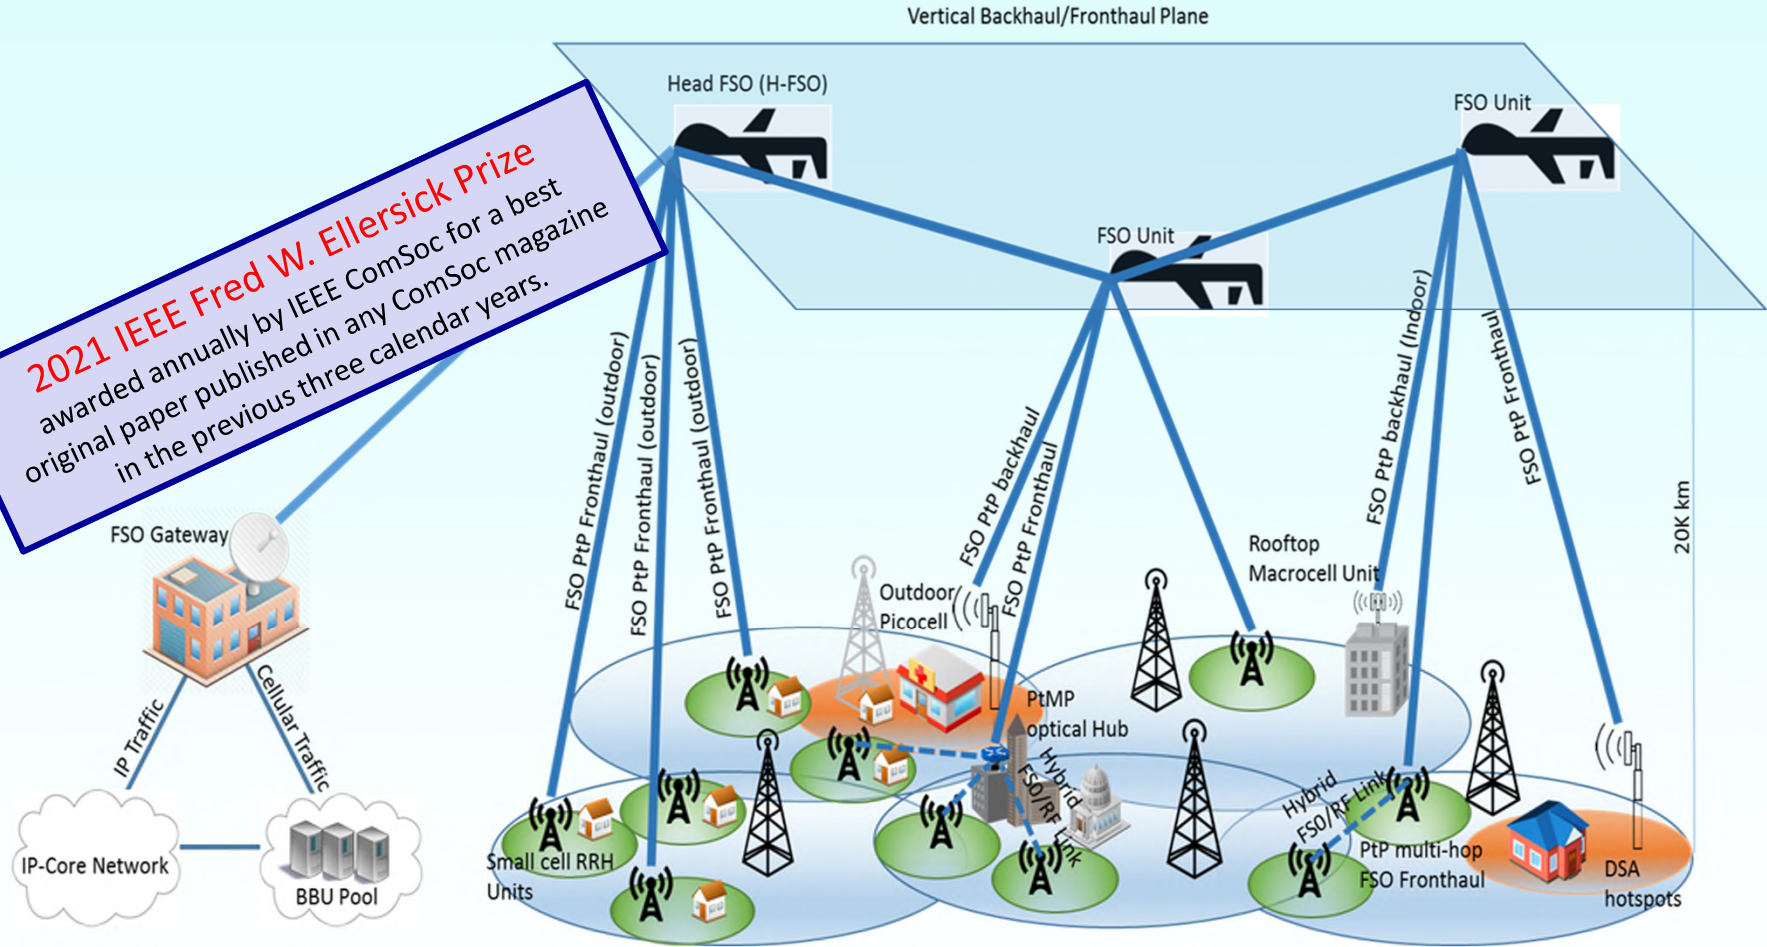 Vertical Backhaul/Fronthaul Plane
Head FSO (H-FSO)
FSO Unit
FSO Unit
2021 IEEE Fred W. Ellersick Prize
awarded annually by IEEE ComSoc for a best
original paper published in any ComSoc magazine
in the previous three calendar years.
FSO PtP Fronthaul (outdoor)
FSO PtP Fronthaul (outdoor)
FSO PtP Fronthaul (outdoor)
FSO PtP backhaul
FSO PtP Fronthaul
FSO PtP backhaul (Indoor)
FSO PtP Fronthaul
20K km
FSO Gateway
Rooftop
Macrocell Unit
Outdoor
Picocell
PtMP
optical Hub
Hybrid
FSO/RF Link
Hybrid
FSO/RF Link
IP Traffic
Cellular Traffic
IP-Core Network
BBU Pool
Small cell RRH
Units
PtP multi-hop
FSO Fronthaul
DSA
hotspots